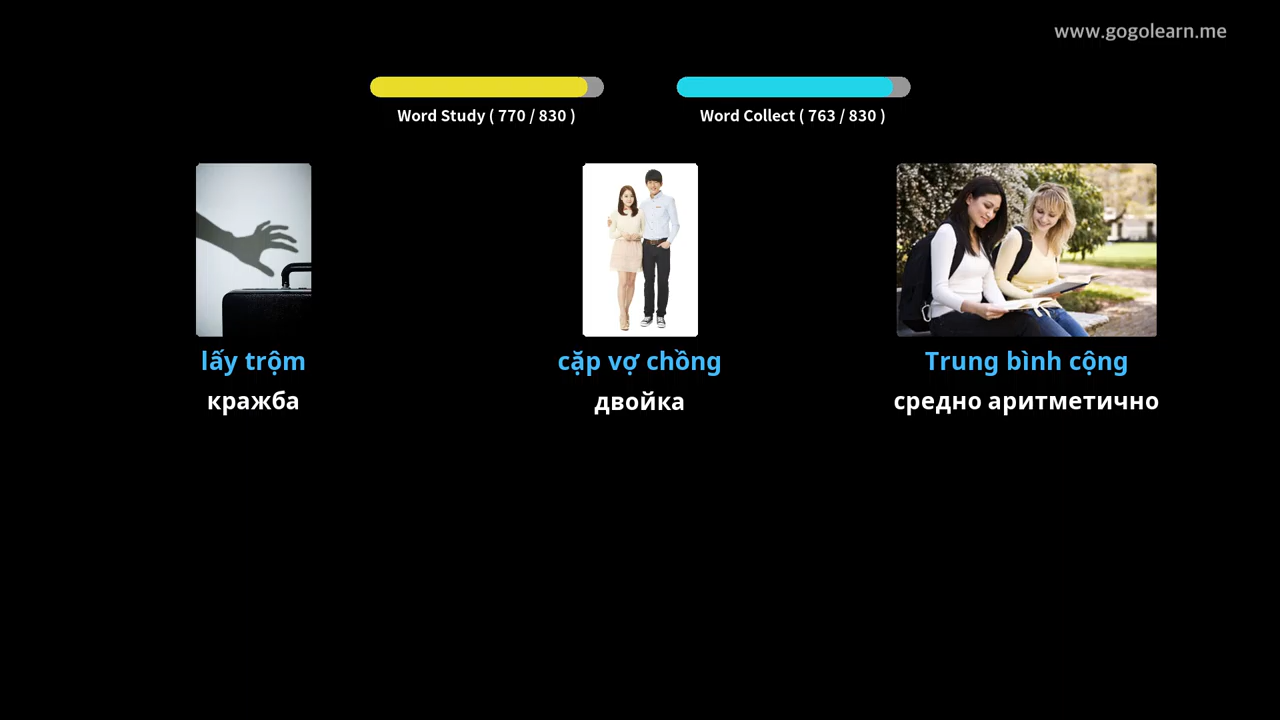 www.gogolearn.me
Word Study ( 770 / 830 )
Word Collect ( 763 / 830 )
lấy trộm
кражба
cặp vợ chồng
двойка
Trung bình cộng
средно аритметично